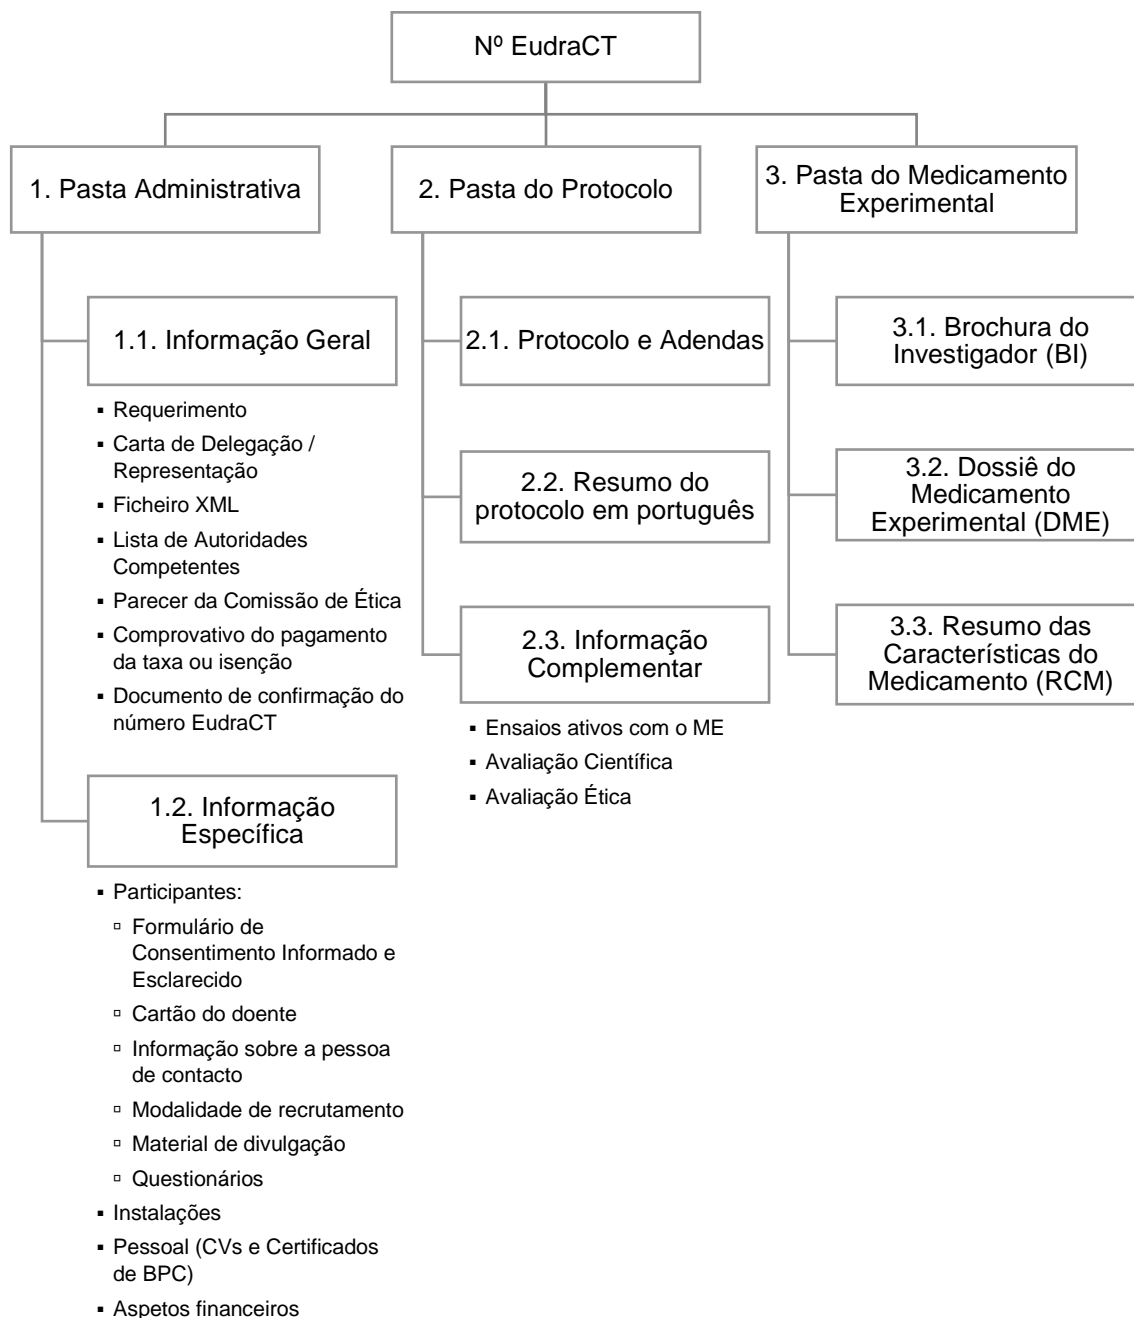 Nº EudraCT
1. Pasta Administrativa
2. Pasta do Protocolo
3. Pasta do Medicamento
Experimental
1.1. Informação Geral
▪ Requerimento
▪ Carta de Delegação /
Representação
▪ Ficheiro XML
▪ Lista de Autoridades
Competentes
▪ Parecer da Comissão de Ética
▪ Comprovativo do pagamento
da taxa ou isenção
▪ Documento de confirmação do
número EudraCT
1.2. Informação
Específica
▪ Participantes:
▫ Formulário de
Consentimento Informado e
Esclarecido
▫ Cartão do doente
▫ Informação sobre a pessoa
de contacto
▫ Modalidade de recrutamento
▫ Material de divulgação
▫ Questionários
▪ Instalações
▪ Pessoal (CVs e Certificados
de BPC)
▪ Aspetos financeiros
2.1. Protocolo e Adendas
2.2. Resumo do
protocolo em português
2.3. Informação
Complementar
▪ Ensaios ativos com o ME
▪ Avaliação Científica
▪ Avaliação Ética
3.1. Brochura do
Investigador (BI)
3.2. Dossiê do
Medicamento
Experimental (DME)
3.3. Resumo das
Características do
Medicamento (RCM)